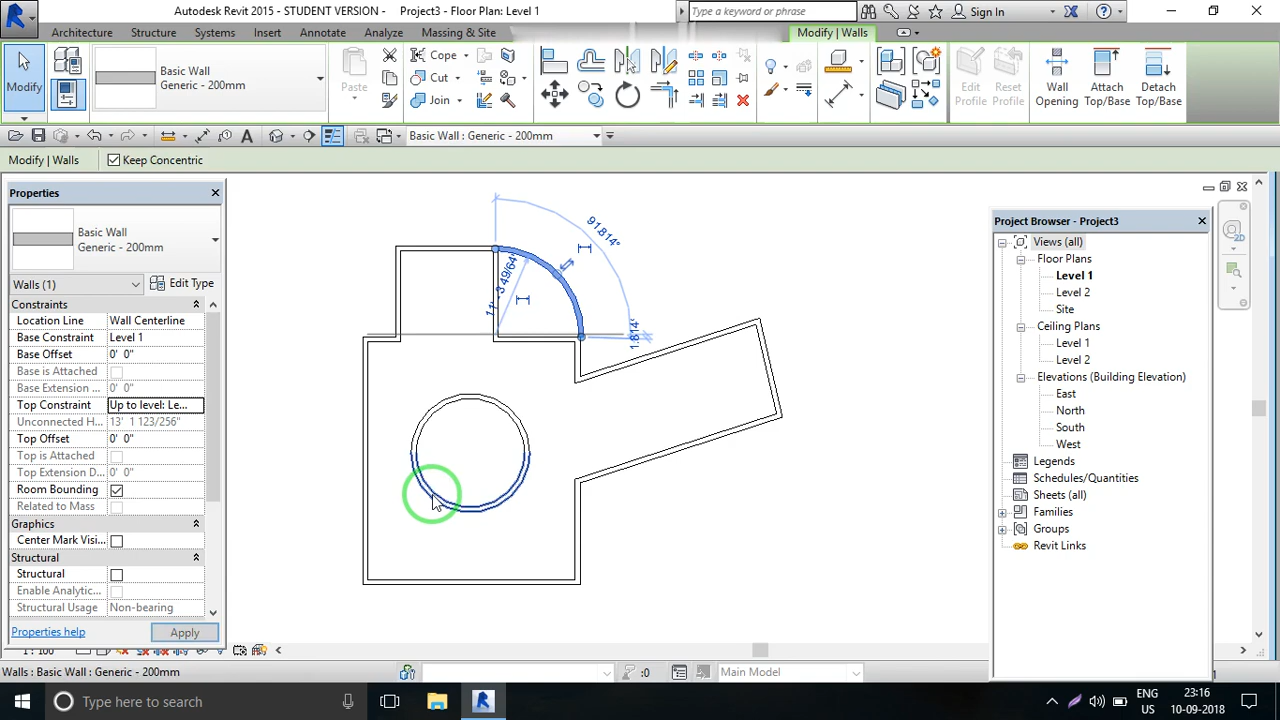 Autodesk Revit 2015 - STUDENT VERSION -
Project3 - Floor Plan: Level 1
Type a keyword or phrase
Sign In
Architecture
Structure
Systems
Insert
Annotate
Analyze
Massing & Site
Modify | Walls
Modify
Basic Wall
Generic - 200mm
Paste
Cope
Cut
Join
Edit
Profile
Reset
Profile
Wall
Opening
Attach
Top/Base
Detach
Top/Base
Basic Wall : Generic - 200mm
Modify | Walls
Keep Concentric
Properties
Basic Wall
Generic - 200mm
Walls (1)
Edit Type
Constraints
Location Line
Wall Centerline
Base Constraint
Level 1
Base Offset
0' 0"
Base is Attached
Base Extension ...
0' 0"
Top Constraint
Up to level: Le...
Unconnected H...
13' 1 123/256"
Top Offset
0' 0"
Top is Attached
Top Extension D...
0' 0"
Room Bounding
Related to Mass
Graphics
Center Mark Visi...
Structural
Structural
Enable Analytic...
Structural Usage
Non-bearing
Properties help
Apply
91.814°
11' - 3 49/64"
1.814°
Project Browser - Project3
Views (all)
Floor Plans
Level 1
Level 2
Site
Ceiling Plans
Level 1
Level 2
Elevations (Building Elevation)
East
North
South
West
Legends
Schedules/Quantities
Sheets (all)
Families
Groups
Revit Links
2D
1 : 100
Walls : Basic Wall : Generic - 200mm
:0
Main Model
Type here to search
ENG
US
23:16
10-09-2018